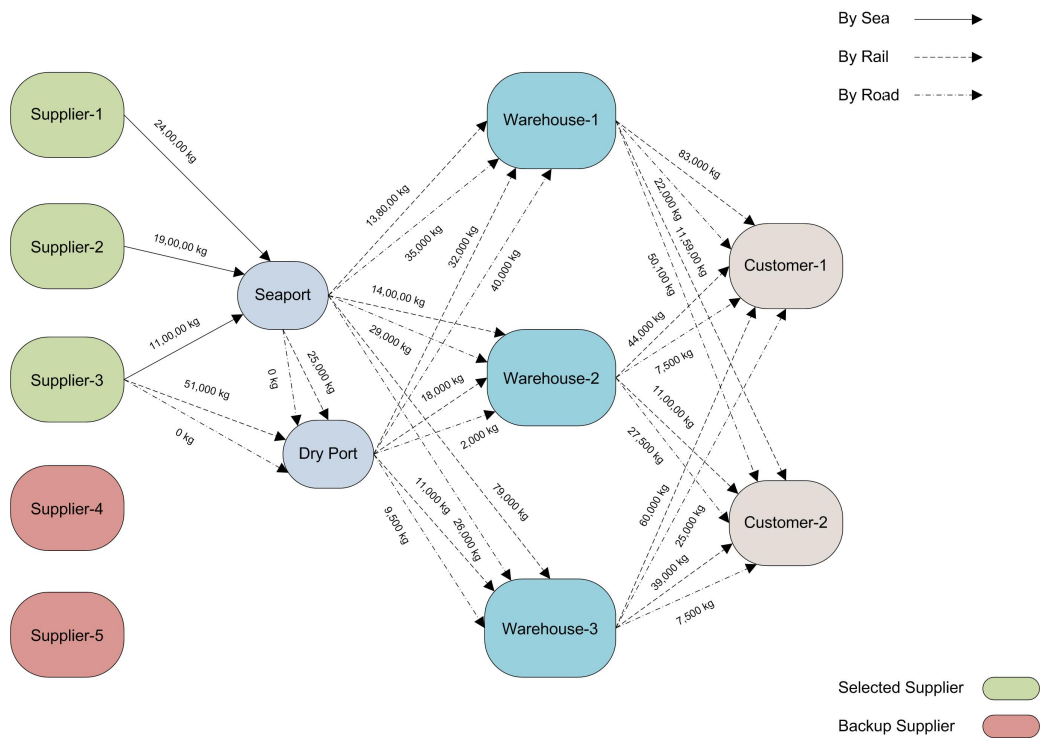 By Sea
By Rail
By Road
Supplier-1
Supplier-2
Supplier-3
Supplier-4
Supplier-5
24,00,00 kg
19,00,00 kg
11,00,00 kg
51,000 kg
0 kg
Seaport
0 kg
25,000 kg
Dry Port
13,80,00 kg
35,000 kg
32,000 kg
40,000 kg
14,00,00 kg
29,000 kg
18,000 kg
2,000 kg
11,000 kg
9,500 kg
26,000 kg
79,000 kg
Warehouse-1
Warehouse-2
Warehouse-3
83,000 kg
22,000 kg
11,59,00 kg
50,100 kg
44,000 kg
7,500 kg
11,00,00 kg
27,500 kg
60,000 kg
25,000 kg
39,000 kg
7,500 kg
Customer-1
Customer-2
Selected Supplier
Backup Supplier